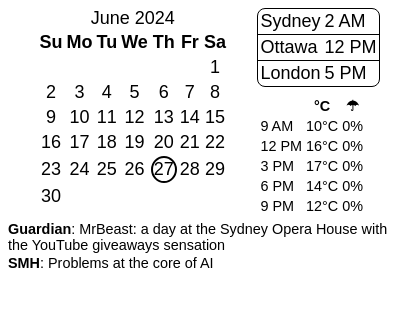 June 2024
Su Mo Tu We Th Fr Sa
1
2 3 4 5 6 7 8
9 10 11 12 13 14 15
16 17 18 19 20 21 22
23 24 25 26 27 28 29
30
Sydney 2 AM
Ottawa 12 PM
London 5 PM
°C ☂
9 AM 10°C 0%
12 PM 16°C 0%
3 PM 17°C 0%
6 PM 14°C 0%
9 PM 12°C 0%
Guardian: MrBeast: a day at the Sydney Opera House with
the YouTube giveaways sensation
SMH: Problems at the core of AI